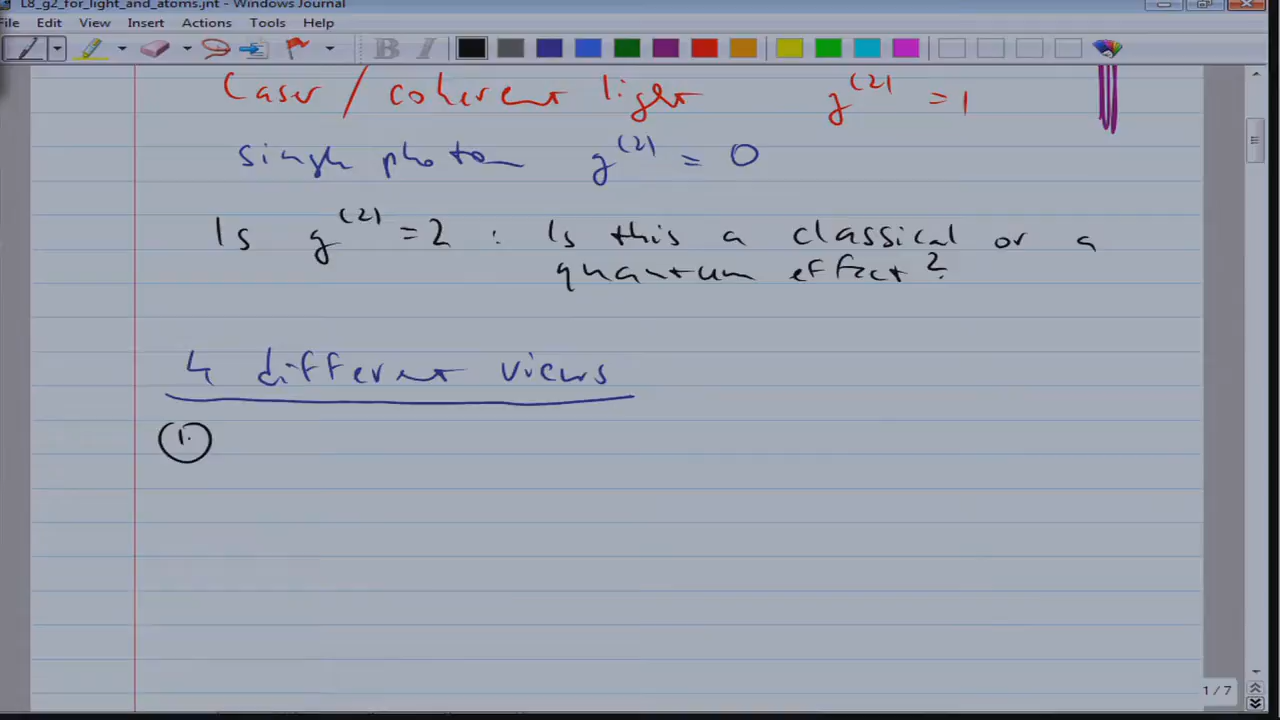 L8_g2_for_light_and_atoms.jnt - Windows Journal
File Edit View Insert Actions Tools Help
B I
Laser / coherent light g^(2) = 1
single photon g^(2) = 0
Is g^(2) = 2 : Is this a classical or a
quantum effect?
4 different views
1.
1 / 7